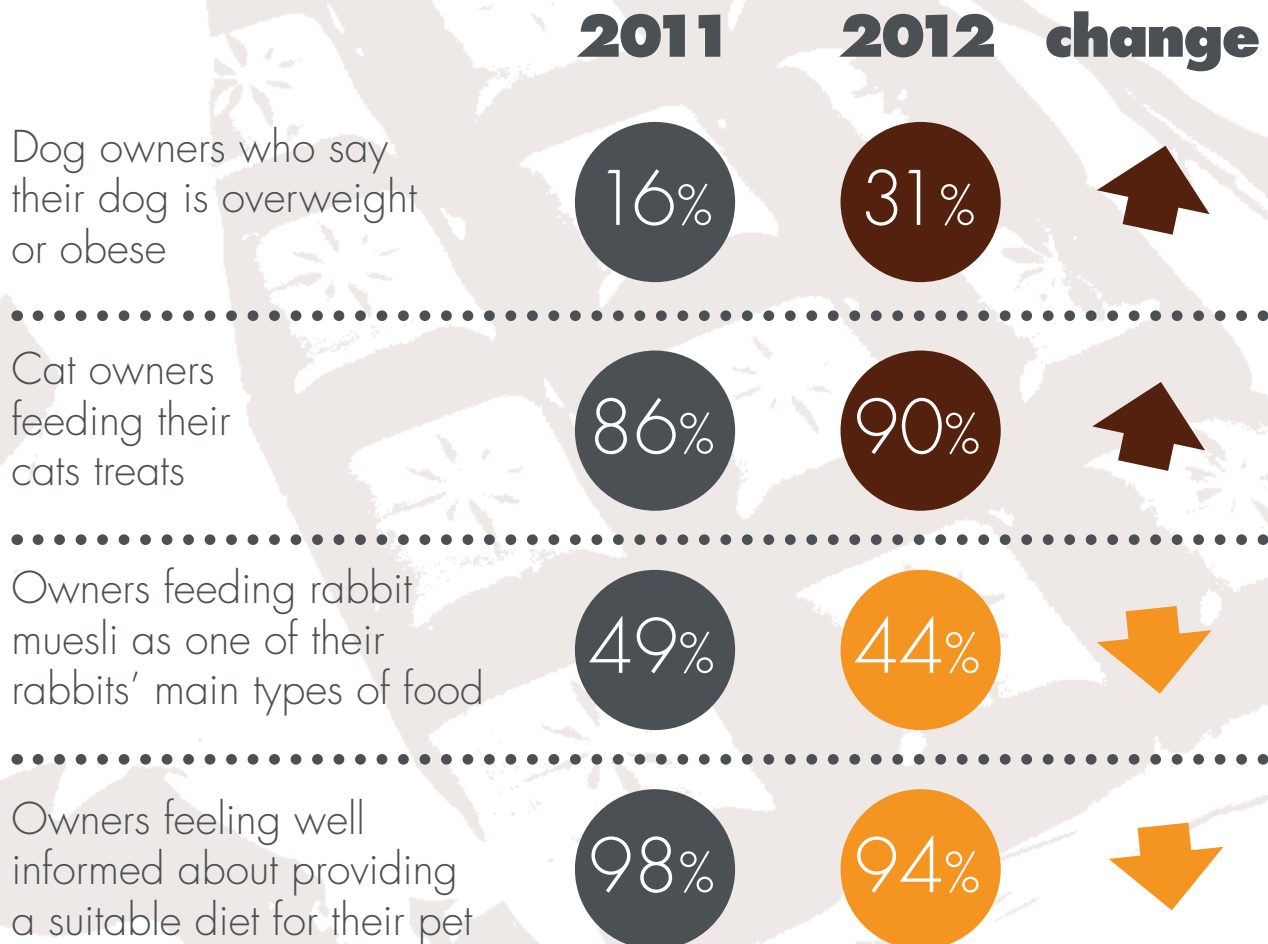 2011 2012 change
Dog owners who say
their dog is overweight
or obese
16% 31%
Cat owners
feeding their
cats treats
86% 90%
Owners feeding rabbit
muesli as one of their
rabbits’ main types of food
49% 44%
Owners feeling well
informed about providing
a suitable diet for their pet
98% 94%